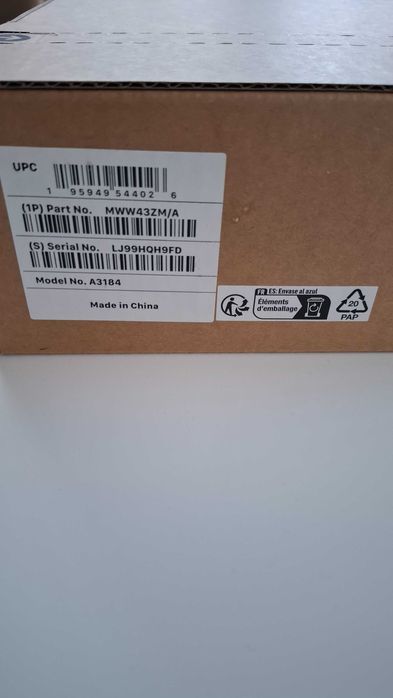 UPC
1 95949 54402 6
(1P) Part No. MWW43ZM/A
(S) Serial No. LJ99HQH9FD
Model No. A3184
Made in China
FR ES: Envase al azul
Éléments
d'emballage
20
PAP